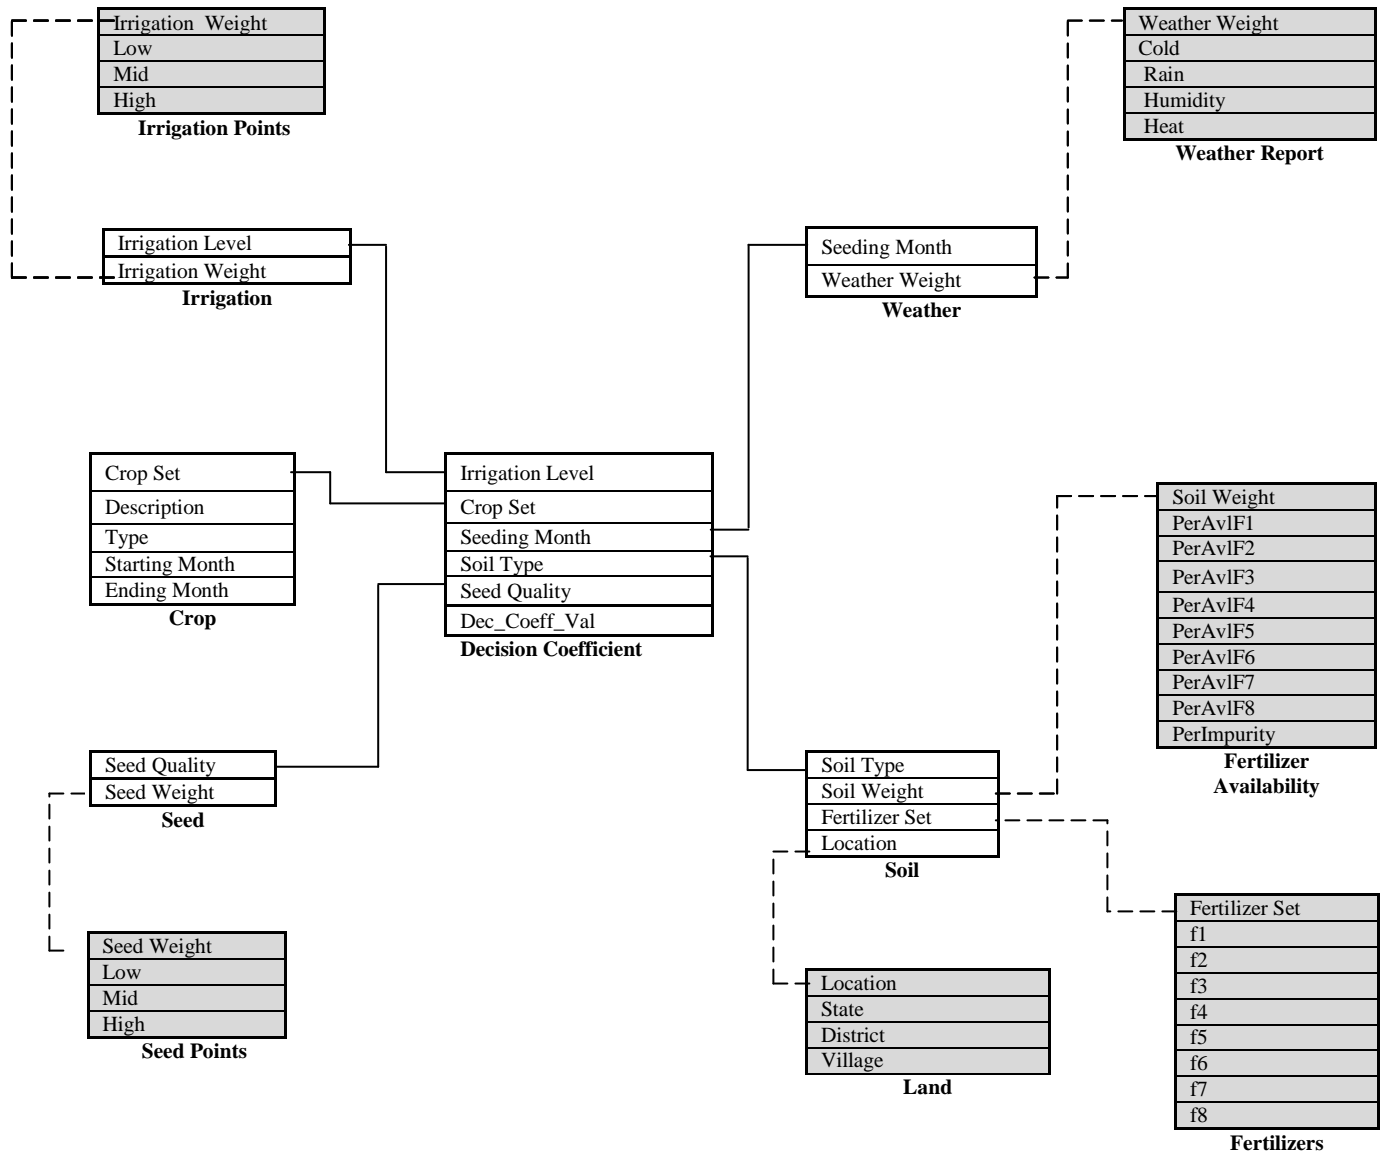 Irrigation Weight
Low
Mid
High
Irrigation Points
Weather Weight
Cold
Rain
Humidity
Heat
Weather Report
Irrigation Level
Irrigation Weight
Irrigation
Seeding Month
Weather Weight
Weather
Crop Set
Description
Type
Starting Month
Ending Month
Crop
Irrigation Level
Crop Set
Seeding Month
Soil Type
Seed Quality
Dec_Coeff_Val
Decision Coefficient
Soil Weight
PerAvlF1
PerAvlF2
PerAvlF3
PerAvlF4
PerAvlF5
PerAvlF6
PerAvlF7
PerAvlF8
PerImpurity
Fertilizer
Availability
Seed Quality
Seed Weight
Seed
Soil Type
Soil Weight
Fertilizer Set
Location
Soil
Seed Weight
Low
Mid
High
Seed Points
Location
State
District
Village
Land
Fertilizer Set
f1
f2
f3
f4
f5
f6
f7
f8
Fertilizers